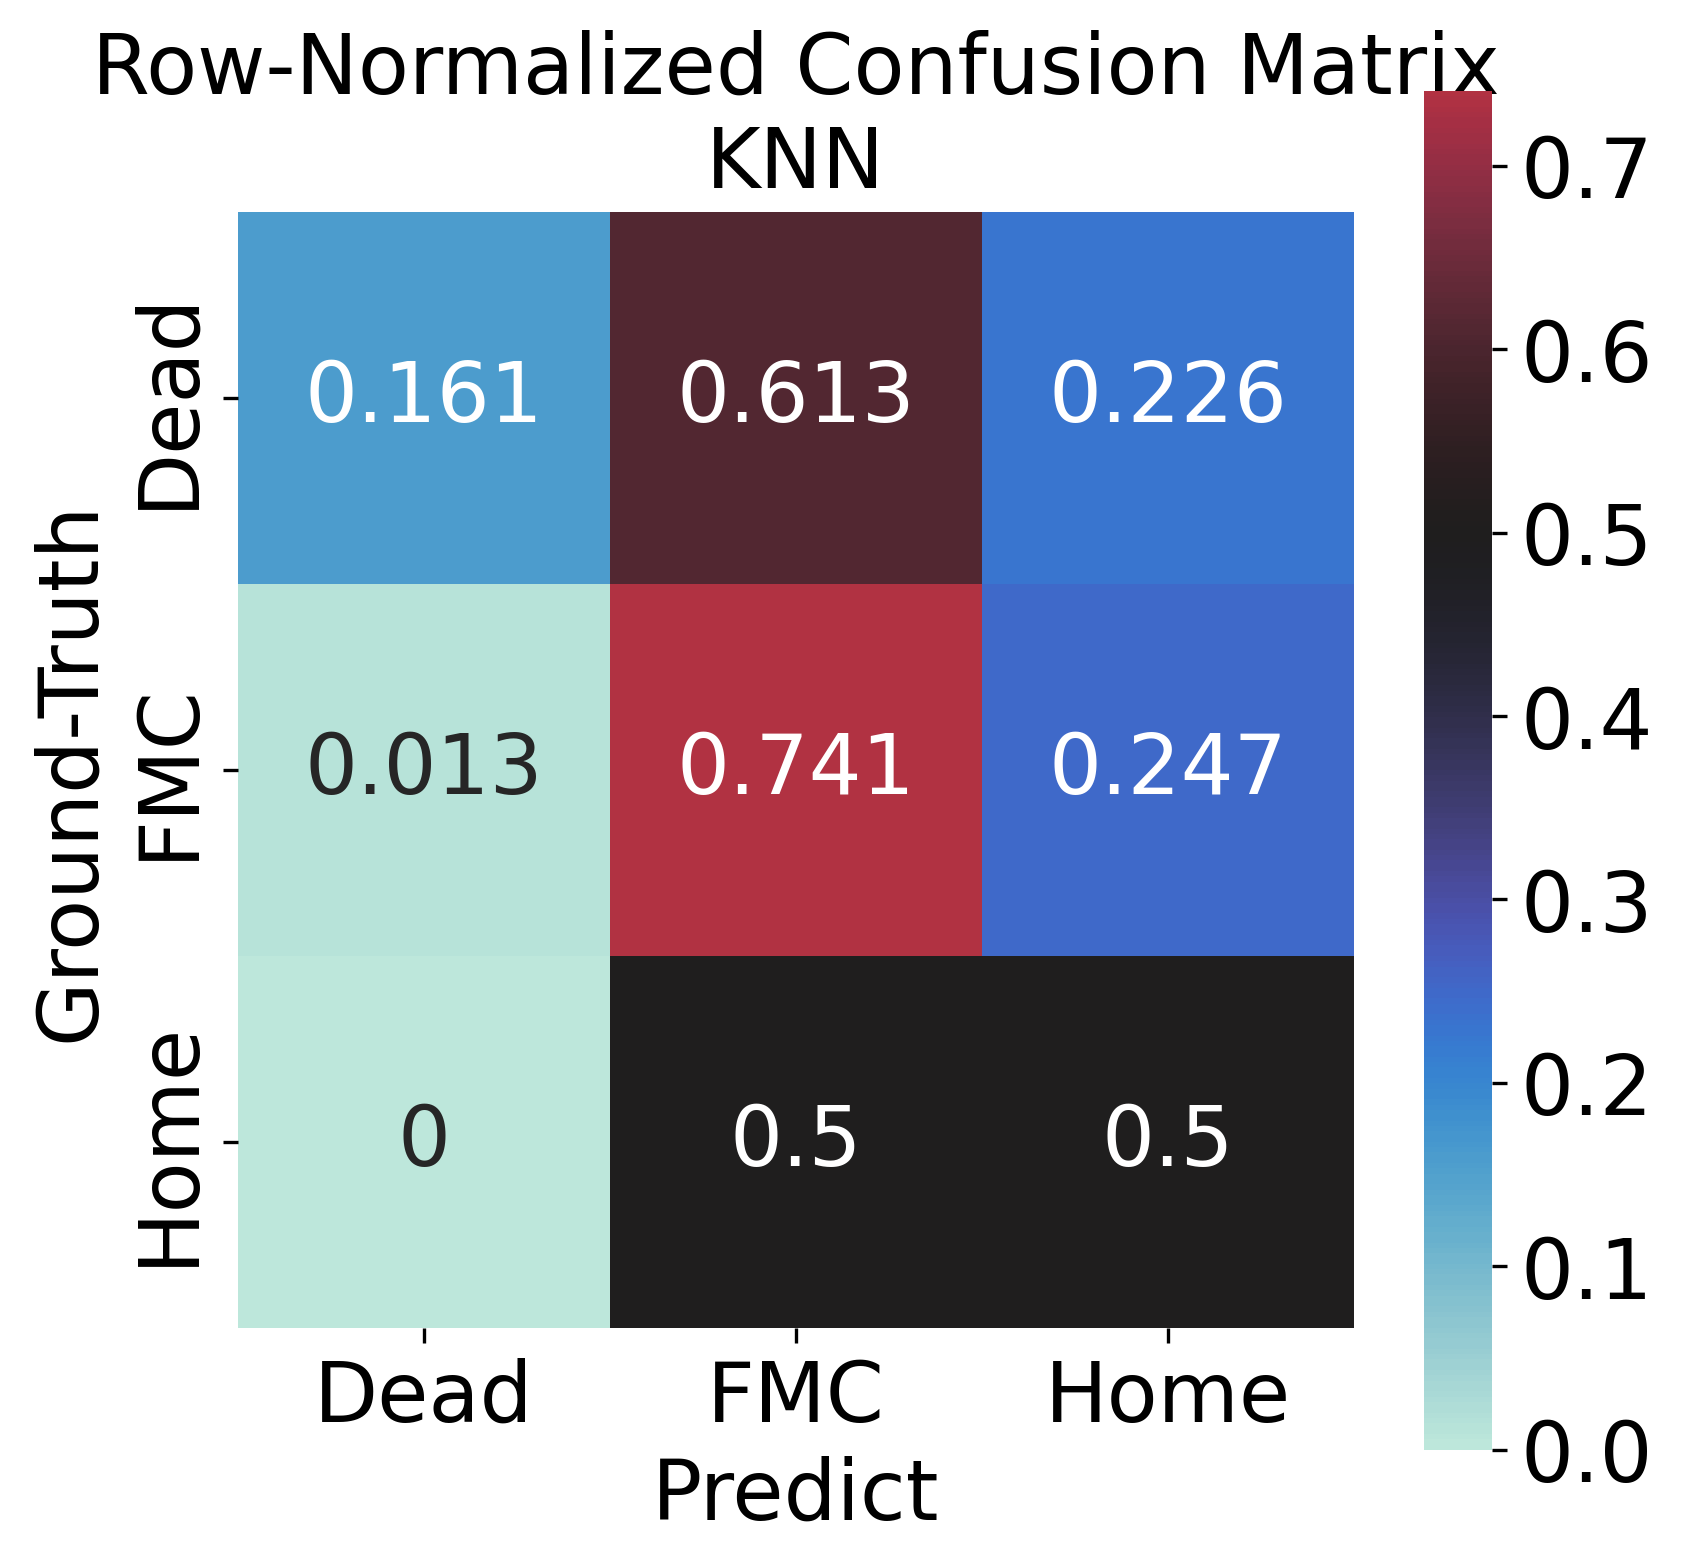 Row-Normalized Confusion Matrix
KNN
Ground-Truth
Dead
0.161 0.613 0.226
FMC
0.013 0.741 0.247
Home
0 0.5 0.5
Dead FMC Home
Predict
0.7
0.6
0.5
0.4
0.3
0.2
0.1
0.0